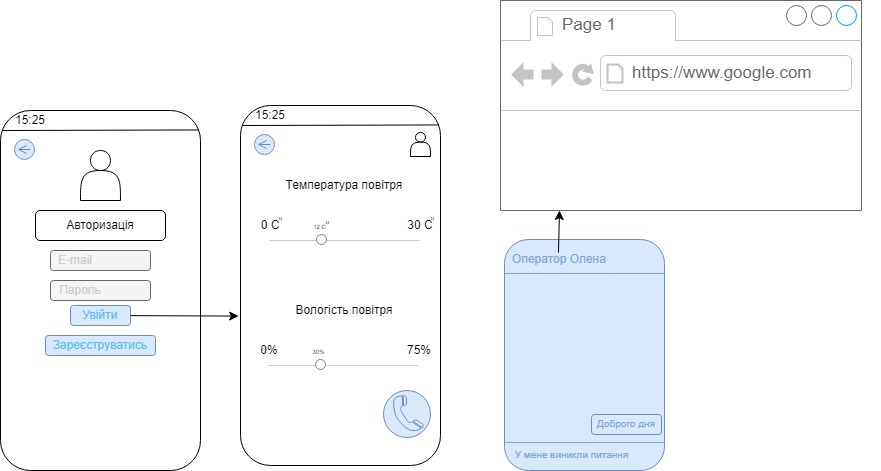 15:25
Авторизація
E-mail
Пароль
Увійти
Зареєструватись
15:25
Температура повітря
0 C°
12 C°
30 C°
Вологість повітря
0%
30%
75%
Page 1
https://www.google.com
Оператор Олена
Доброго дня
У мене виникли питання